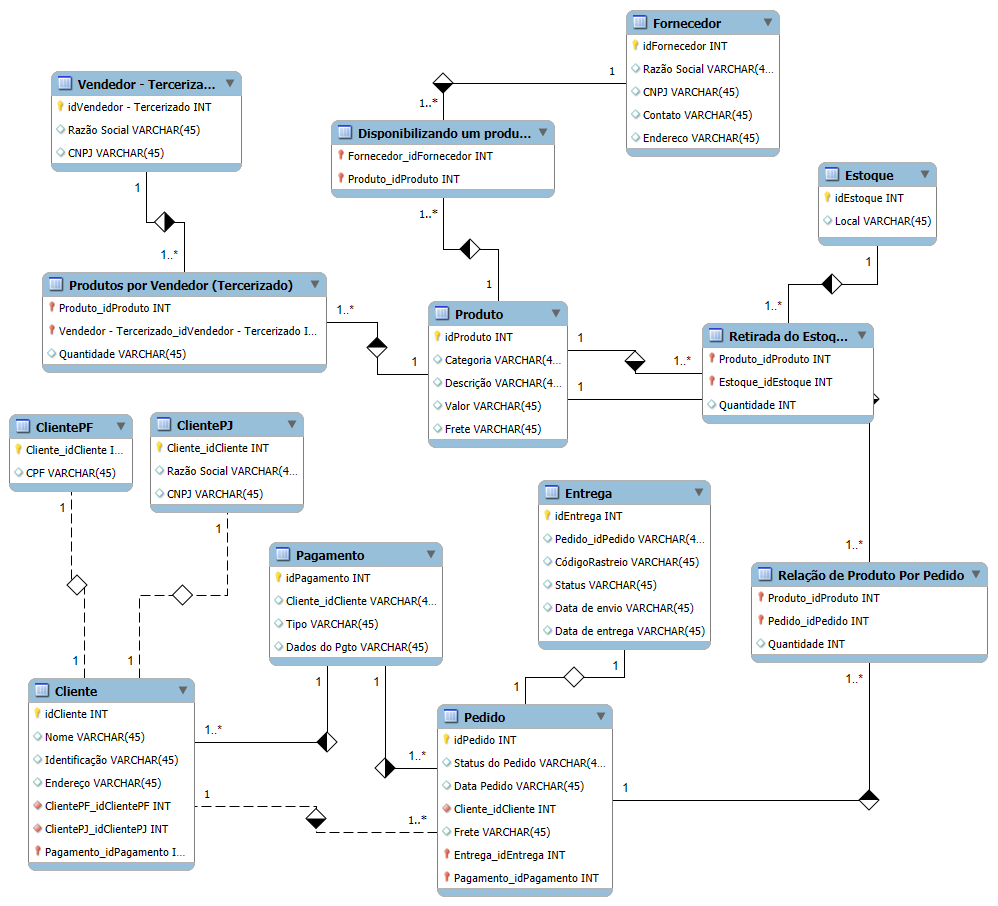 Fornecedor
idFornecedor INT
Razão Social VARCHAR(4...
CNPJ VARCHAR(45)
Contato VARCHAR(45)
Endereco VARCHAR(45)
1
1..*
Vendedor - Terceriza...
idVendedor - Tercerizado INT
Razão Social VARCHAR(45)
CNPJ VARCHAR(45)
1
1..*
Disponibilizando um produ...
Fornecedor_idFornecedor INT
Produto_idProduto INT
1..*
1
Estoque
idEstoque INT
Local VARCHAR(45)
1
1..*
Produtos por Vendedor (Tercerizado)
Produto_idProduto INT
Vendedor - Tercerizado_idVendedor - Tercerizado I...
Quantidade VARCHAR(45)
1..*
1
Produto
idProduto INT
Categoria VARCHAR(4...
Descrição VARCHAR(4...
Valor VARCHAR(45)
Frete VARCHAR(45)
1
1..*
1
Retirada do Estoq...
Produto_idProduto INT
Estoque_idEstoque INT
Quantidade INT
1..*
ClientePF
Cliente_idCliente I...
CPF VARCHAR(45)
1
1
ClientePJ
Cliente_idCliente INT
Razão Social VARCHAR(4...
CNPJ VARCHAR(45)
1
1
Entrega
idEntrega INT
Pedido_idPedido VARCHAR(4...
CódigoRastreio VARCHAR(45)
Status VARCHAR(45)
Data de envio VARCHAR(45)
Data de entrega VARCHAR(45)
1
1
Pagamento
idPagamento INT
Cliente_idCliente VARCHAR(4...
Tipo VARCHAR(45)
Dados do Pgto VARCHAR(45)
1
1
Relação de Produto Por Pedido
Produto_idProduto INT
Pedido_idPedido INT
Quantidade INT
1..*
Cliente
idCliente INT
Nome VARCHAR(45)
Identificação VARCHAR(45)
Endereço VARCHAR(45)
ClientePF_idClientePF INT
ClientePJ_idClientePJ INT
Pagamento_idPagamento I...
1..*
1
1..*
1..*
Pedido
idPedido INT
Status do Pedido VARCHAR(4...
Data Pedido VARCHAR(45)
Cliente_idCliente INT
Frete VARCHAR(45)
Entrega_idEntrega INT
Pagamento_idPagamento INT
1